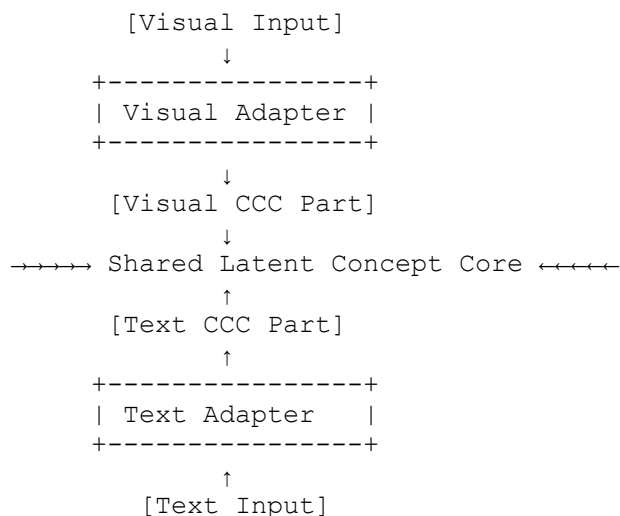 [Visual Input]
↓
+----------------+
| Visual Adapter |
+----------------+
↓
[Visual CCC Part]
↓
→→→→→ Shared Latent Concept Core ←←←←←
↑
[Text CCC Part]
↑
+----------------+
| Text Adapter |
+----------------+
↑
[Text Input]